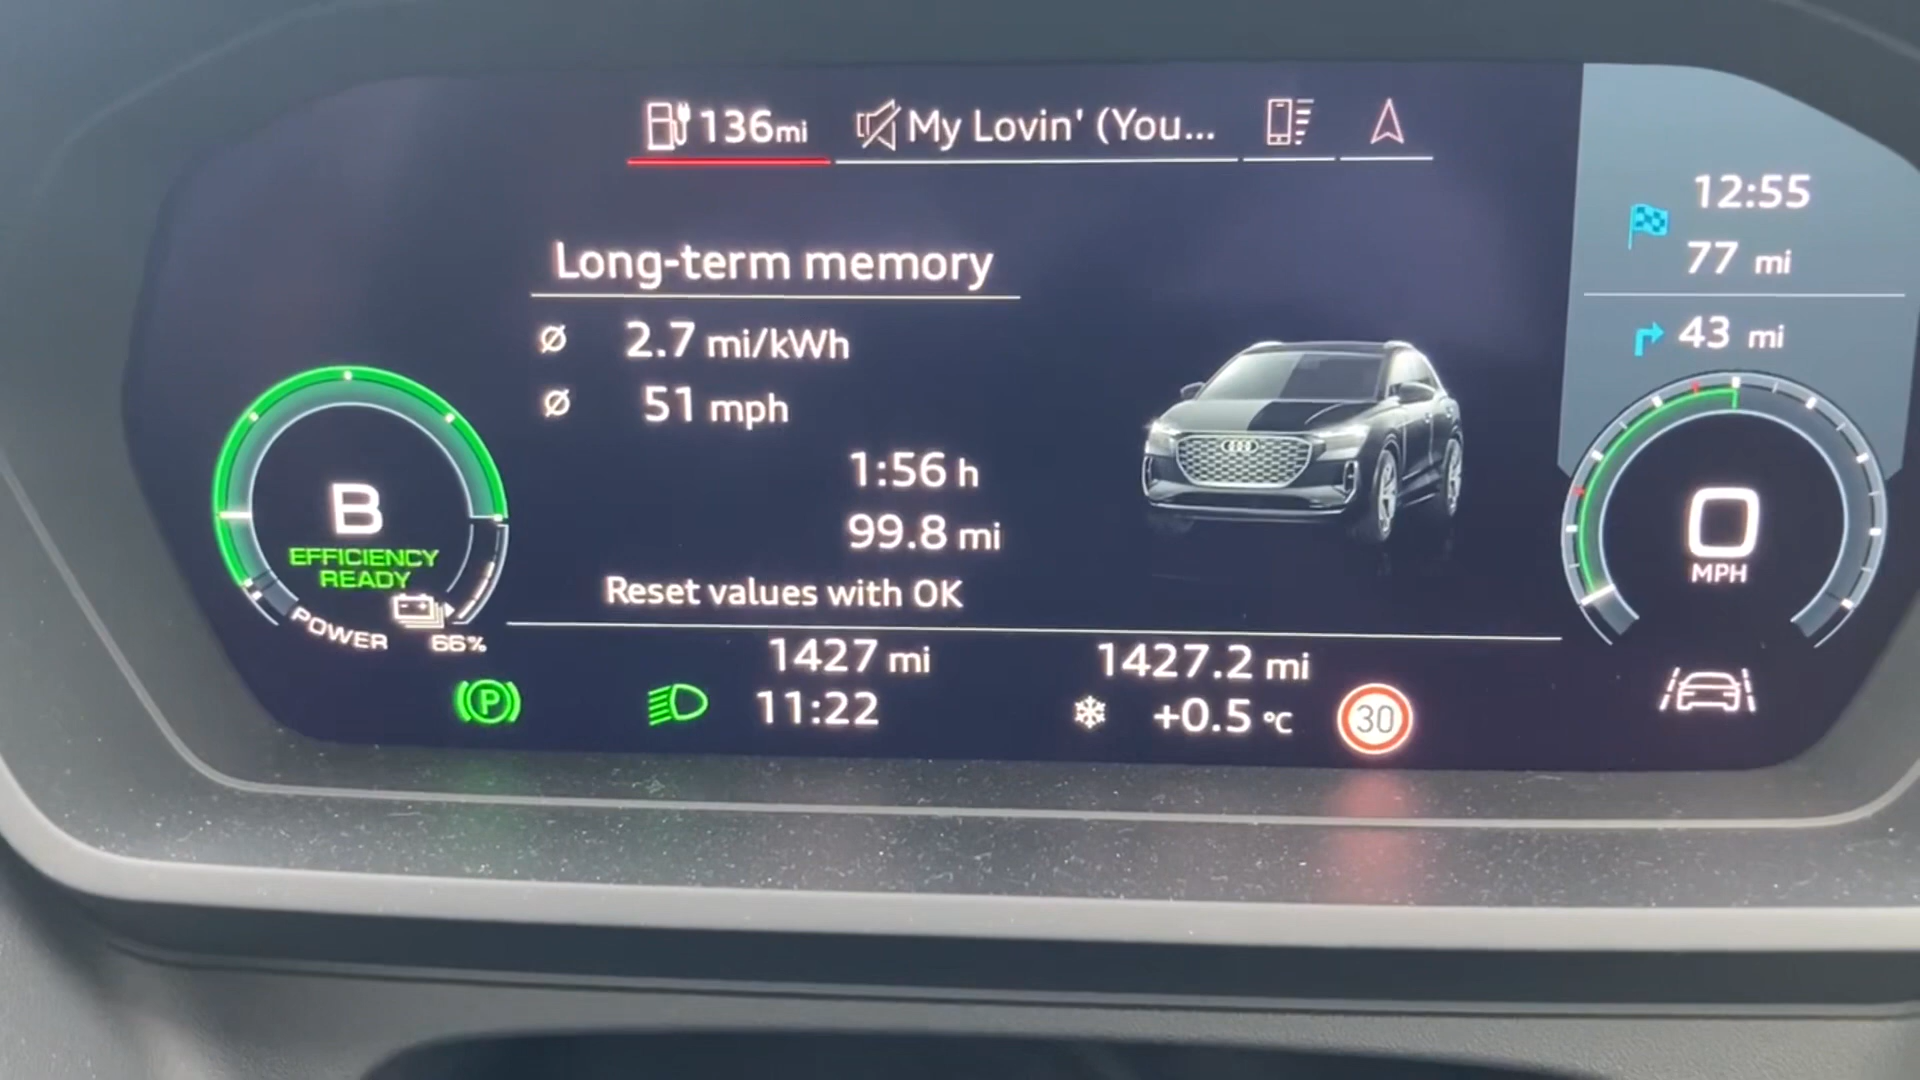 136mi
My Lovin' (You...
12:55
77 mi
43 mi
Long-term memory
Ø 2.7 mi/kWh
Ø 51 mph
1:56 h
99.8 mi
Reset values with OK
B
EFFICIENCY
READY
POWER
66%
0
MPH
1427 mi
1427.2 mi
P
11:22
+0.5 °C
30